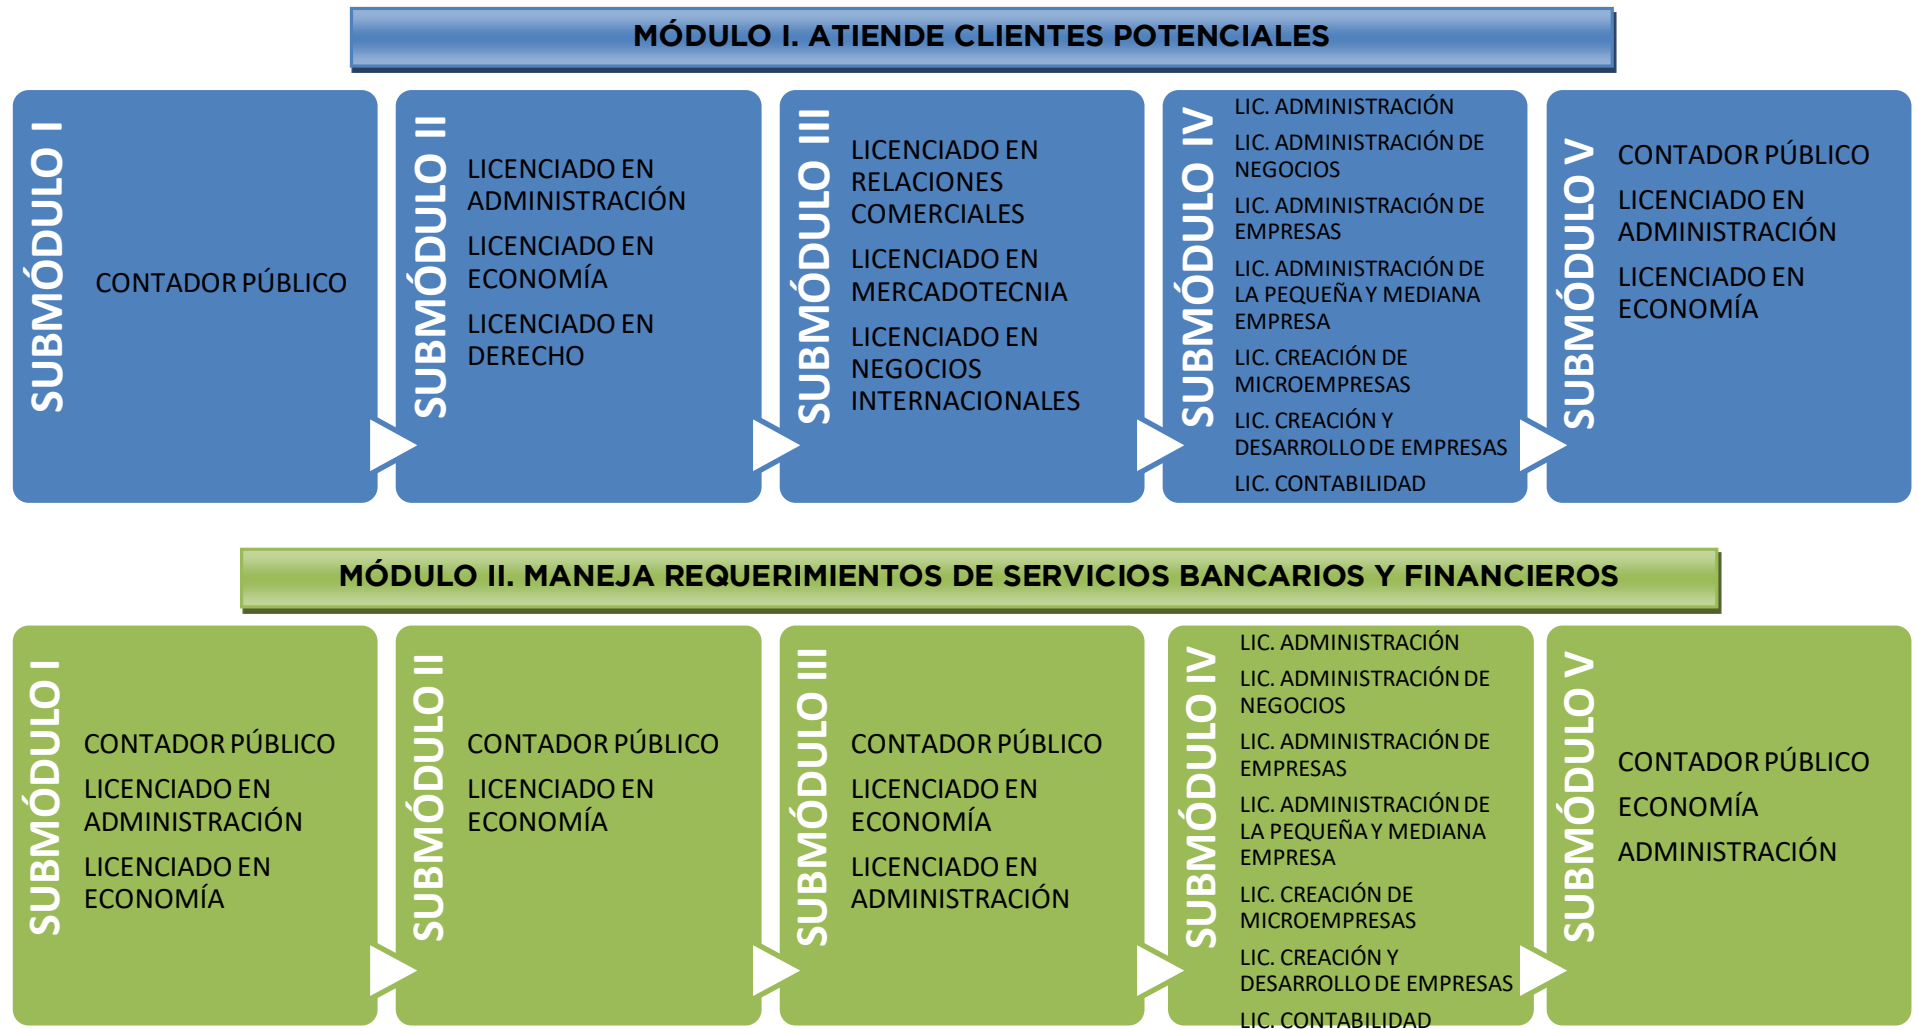 MÓDULO I. ATIENDE CLIENTES POTENCIALES
SUBMÓDULO I
CONTADOR PÚBLICO
SUBMÓDULO II
LICENCIADO EN
ADMINISTRACIÓN
LICENCIADO EN
ECONOMÍA
LICENCIADO EN
DERECHO
SUBMÓDULO III
LICENCIADO EN
RELACIONES
COMERCIALES
LICENCIADO EN
MERCADOTECNIA
LICENCIADO EN
NEGOCIOS
INTERNACIONALES
SUBMÓDULO IV
LIC. ADMINISTRACIÓN
LIC. ADMINISTRACIÓN DE
NEGOCIOS
LIC. ADMINISTRACIÓN DE
EMPRESAS
LIC. ADMINISTRACIÓN DE
LA PEQUEÑA Y MEDIANA
EMPRESA
LIC. CREACIÓN DE
MICROEMPRESAS
LIC. CREACIÓN Y
DESARROLLO DE EMPRESAS
LIC. CONTABILIDAD
SUBMÓDULO V
CONTADOR PÚBLICO
LICENCIADO EN
ADMINISTRACIÓN
LICENCIADO EN
ECONOMÍA
MÓDULO II. MANEJA REQUERIMIENTOS DE SERVICIOS BANCARIOS Y FINANCIEROS
SUBMÓDULO I
CONTADOR PÚBLICO
LICENCIADO EN
ADMINISTRACIÓN
LICENCIADO EN
ECONOMÍA
SUBMÓDULO II
CONTADOR PÚBLICO
LICENCIADO EN
ECONOMÍA
SUBMÓDULO III
CONTADOR PÚBLICO
LICENCIADO EN
ECONOMÍA
LICENCIADO EN
ADMINISTRACIÓN
SUBMÓDULO IV
LIC. ADMINISTRACIÓN
LIC. ADMINISTRACIÓN DE
NEGOCIOS
LIC. ADMINISTRACIÓN DE
EMPRESAS
LIC. ADMINISTRACIÓN DE
LA PEQUEÑA Y MEDIANA
EMPRESA
LIC. CREACIÓN DE
MICROEMPRESAS
LIC. CREACIÓN Y
DESARROLLO DE EMPRESAS
LIC. CONTABILIDAD
SUBMÓDULO V
CONTADOR PÚBLICO
ECONOMÍA
ADMINISTRACIÓN